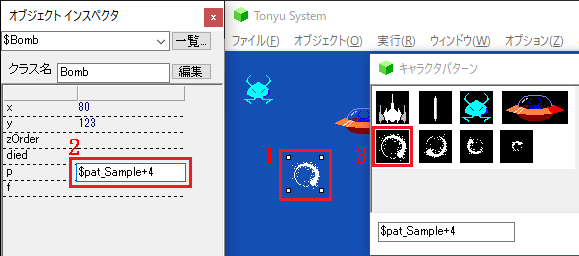 オブジェクト インスペクタ
$Bomb
一覧...
クラス名
Bomb
編集
x
80
y
123
zOrder
died
p
$pat_Sample+4
f
2
Tonyu System
ファイル(F)
オブジェクト(O)
実行(R)
ウィンドウ(W)
オプション(Z)
1
キャラクタパターン
3
$pat_Sample+4